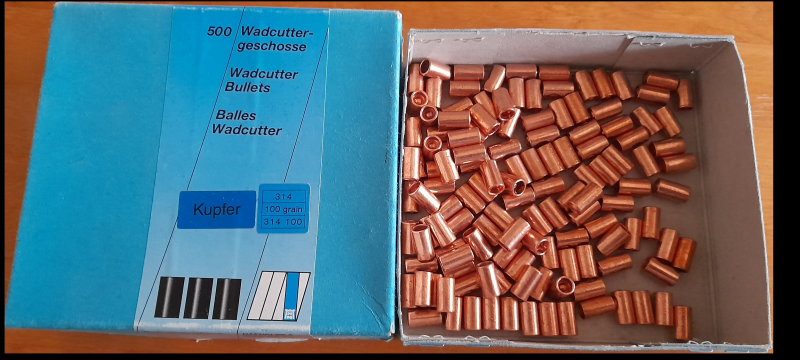 500 Wadcutter-
geschosse
Wadcutter
Bullets
Balles
Wadcutter
Kupfer
314
100 grain
314 100